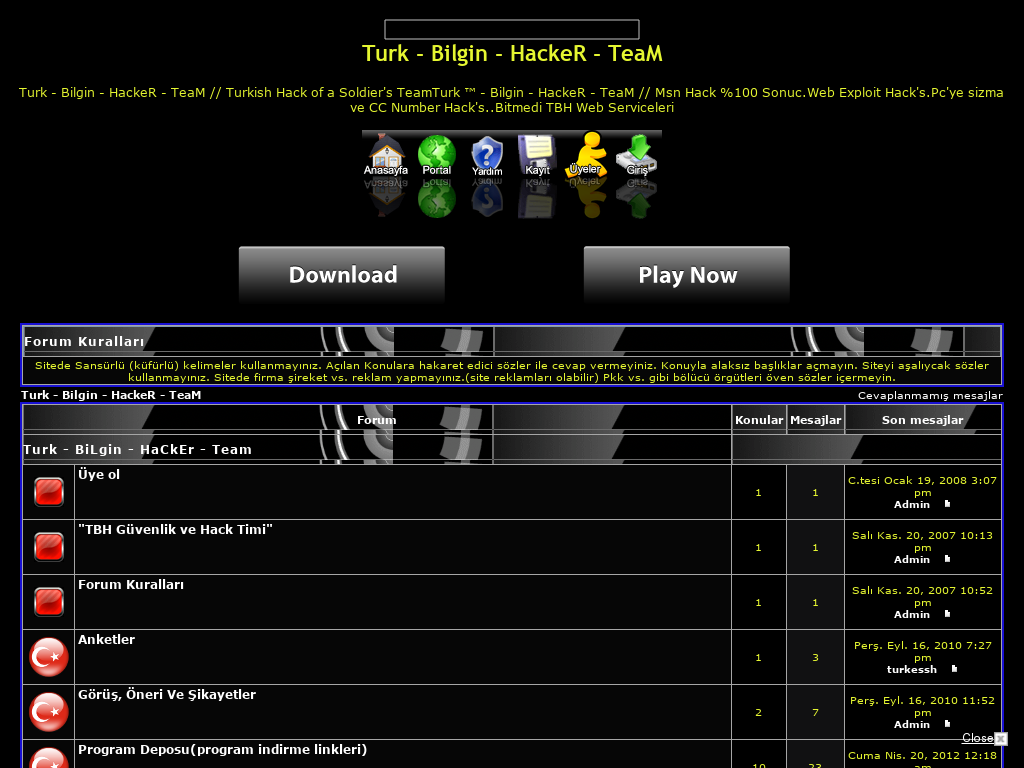 Turk - Bilgin - HackeR - TeaM
Turk - Bilgin - HackeR - TeaM // Turkish Hack of a Soldier's TeamTurk ™ - Bilgin - HackeR - TeaM // Msn Hack %100 Sonuc.Web Exploit Hack's.Pc'ye sizma
ve CC Number Hack's..Bitmedi TBH Web Serviceleri
Anasayfa Portal Yardım Kayıt Üyeler Giriş
Download Play Now
Forum Kuralları
Sitede Sansürlü (küfürlü) kelimeler kullanmayınız. Açılan Konulara hakaret edici sözler ile cevap vermeyiniz. Konuyla alaksız başlıklar açmayın. Siteyi aşalıycak sözler
kullanmayınız. Sitede firma şireket vs. reklam yapmayınız.(site reklamları olabilir) Pkk vs. gibi bölücü örgütleri öven sözler içermeyin.
Turk - Bilgin - HackeR - TeaM Cevaplanmamış mesajlar
Forum Konular Mesajlar Son mesajlar
Turk - BiLgin - HaCkEr - Team
Üye ol
1 1 C.tesi Ocak 19, 2008 3:07
pm
Admin
"TBH Güvenlik ve Hack Timi"
1 1 Salı Kas. 20, 2007 10:13
pm
Admin
Forum Kuralları
1 1 Salı Kas. 20, 2007 10:52
pm
Admin
Anketler
1 3 Perş. Eyl. 16, 2010 7:27
pm
turkessh
Görüş, Öneri Ve Şikayetler
2 7 Perş. Eyl. 16, 2010 11:52
pm
Admin
Close
Program Deposu(program indirme linkleri)
10 23 Cuma Nis. 20, 2012 12:18
am